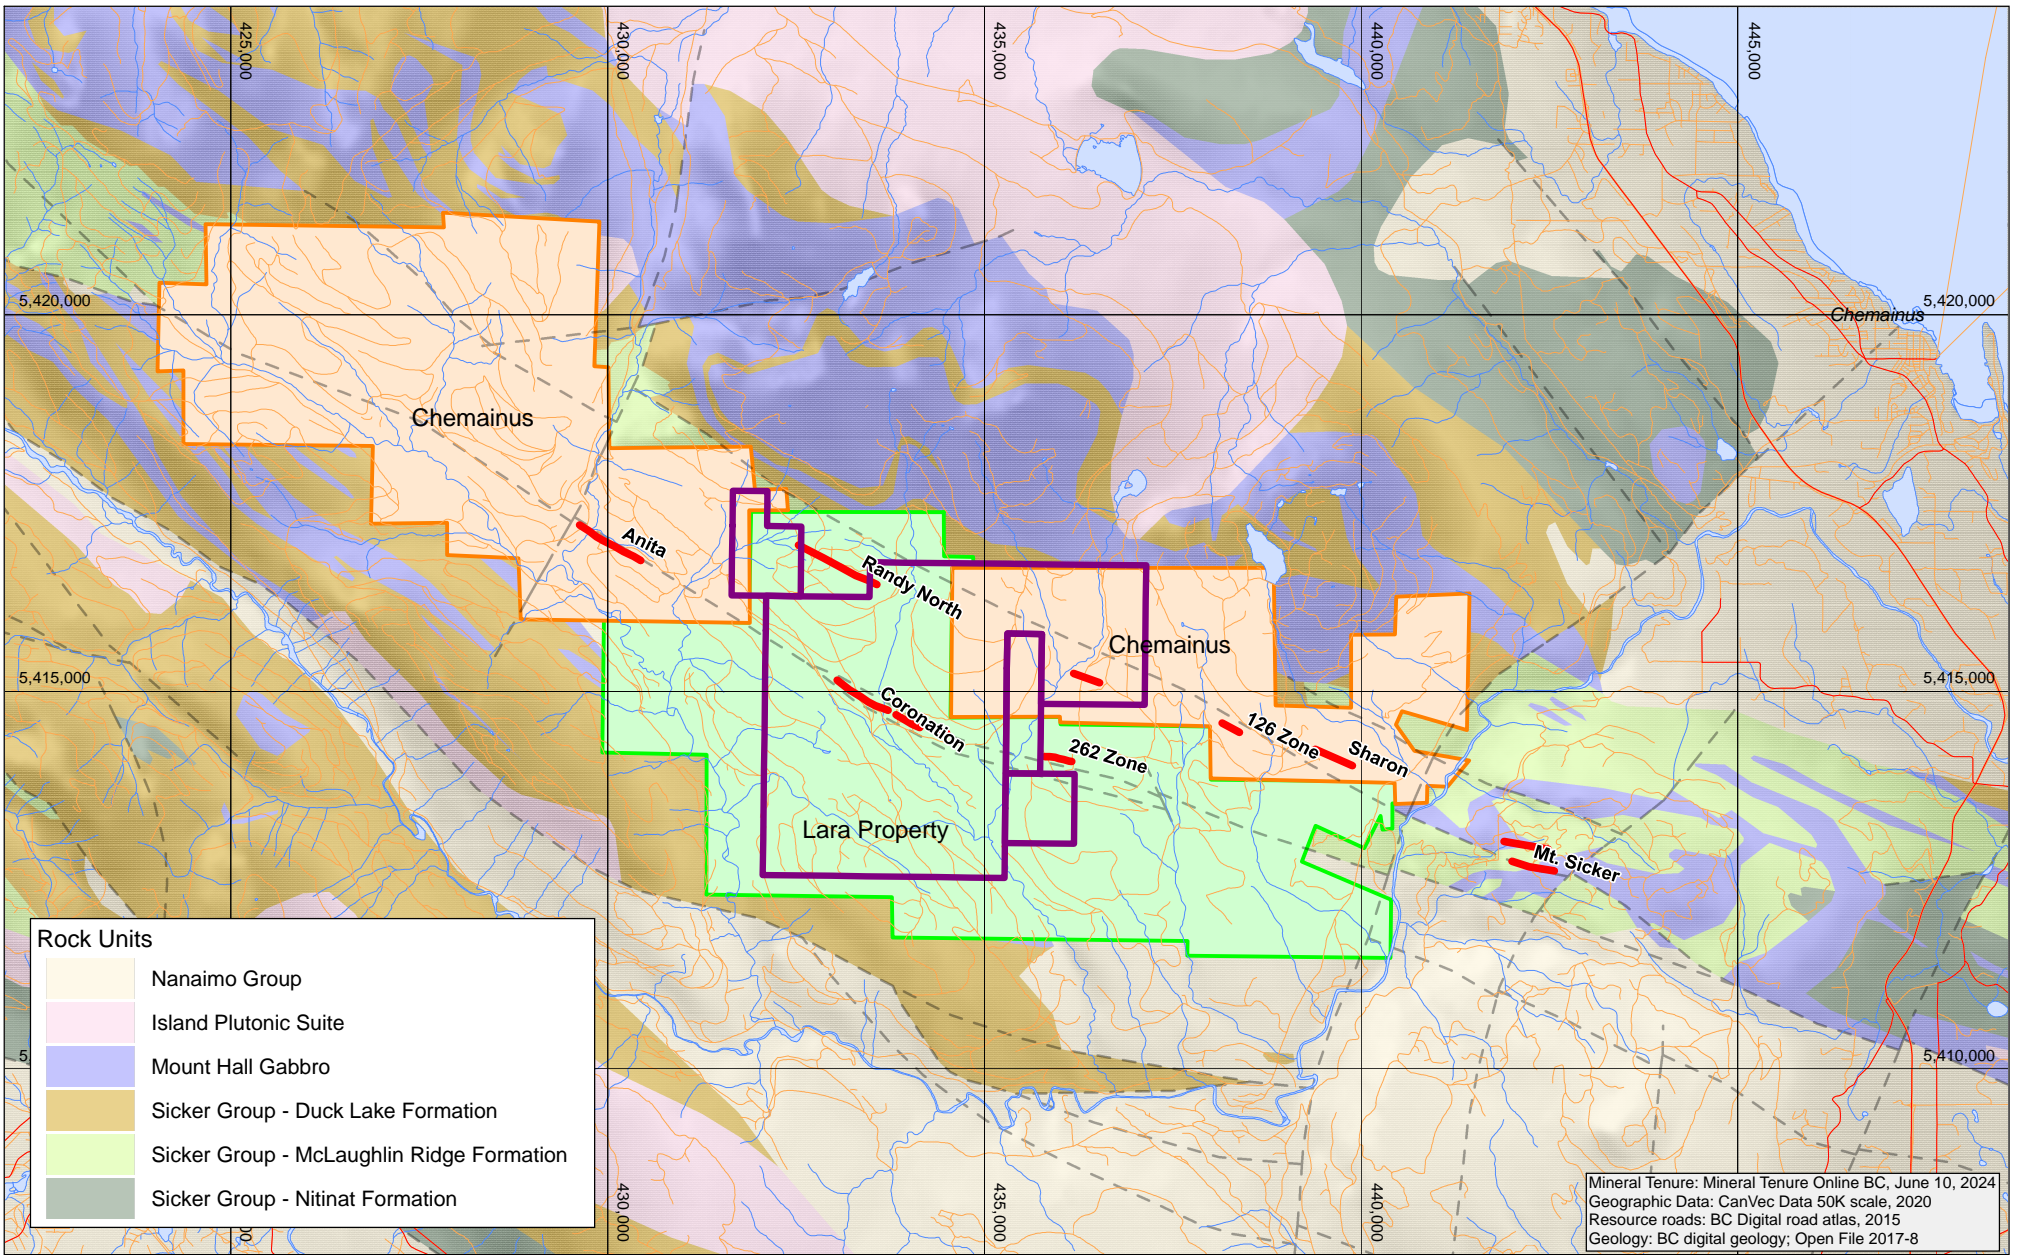 425,000
430,000
435,000
440,000
445,000
5,420,000
5,420,000
Chemainus
Chemainus
Anita
Randy North
Chemainus
5,415,000
5,415,000
Coronation
262 Zone
126 Zone
Sharon
Lara Property
Mt. Sicker
Rock Units
Nanaimo Group
Island Plutonic Suite
Mount Hall Gabbro
Sicker Group - Duck Lake Formation
Sicker Group - McLaughlin Ridge Formation
Sicker Group - Nitinat Formation
5,410,000
430,000
435,000
440,000
Mineral Tenure: Mineral Tenure Online BC, June 10, 2024
Geographic Data: CanVec Data 50K scale, 2020
Resource roads: BC Digital road atlas, 2015
Geology: BC digital geology; Open File 2017-8